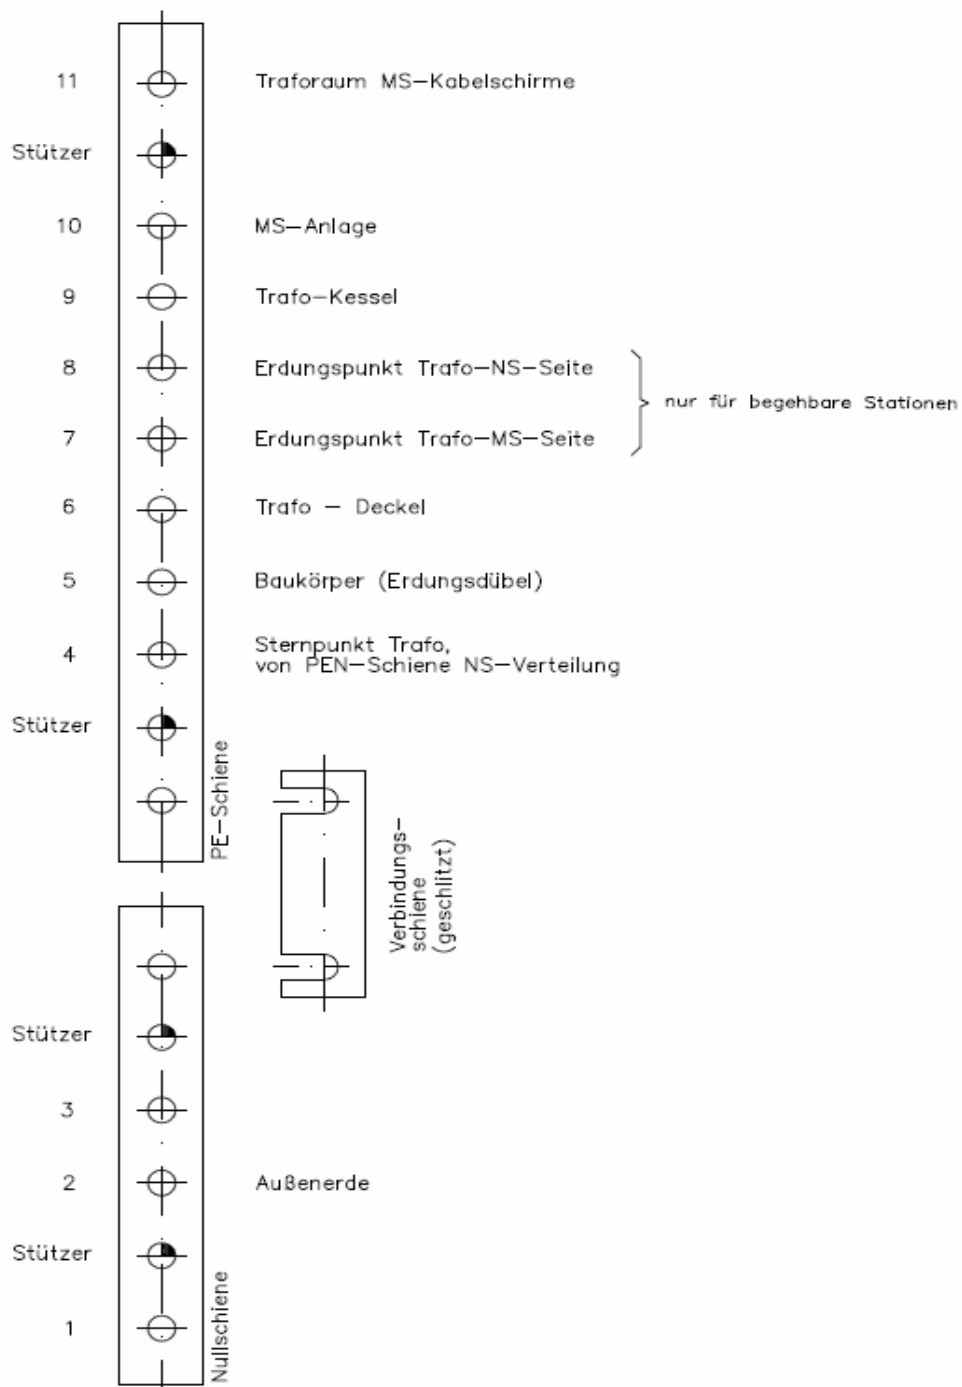 11 Traforaum MS-Kabelschirme
Stützer
10 MS-Anlage
9 Trafo-Kessel
8 Erdungspunkt Trafo-NS-Seite
nur für begehbare Stationen
7 Erdungspunkt Trafo-MS-Seite
6 Trafo - Deckel
5 Baukörper (Erdungsdübel)
4 Sternpunkt Trafo,
von PEN-Schiene NS-Verteilung
Stützer
PE-Schiene
Verbindungs-
schiene
(geschlitzt)
Stützer
3
2 Außenerde
Stützer
1
Nullschiene